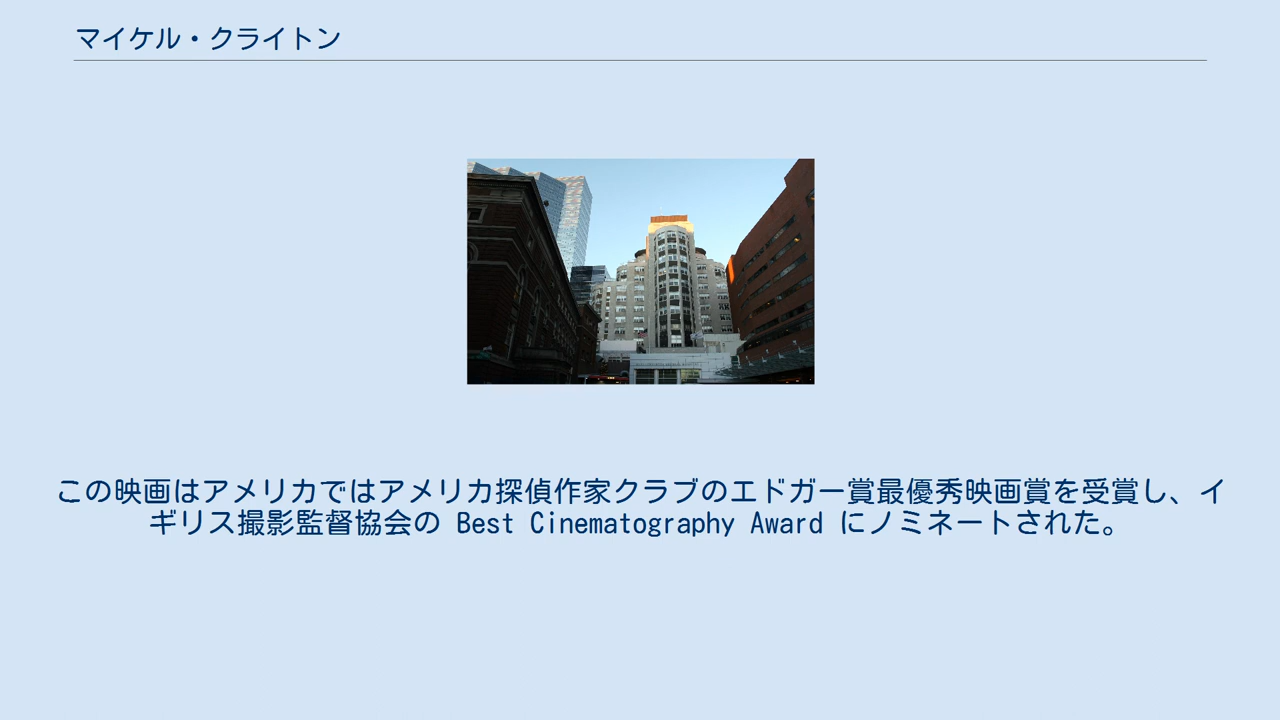 マイケル・クライトン
この映画はアメリカではアメリカ探偵作家クラブのエドガー賞最優秀映画賞を受賞し、イ
ギリス撮影監督協会の Best Cinematography Award にノミネートされた。